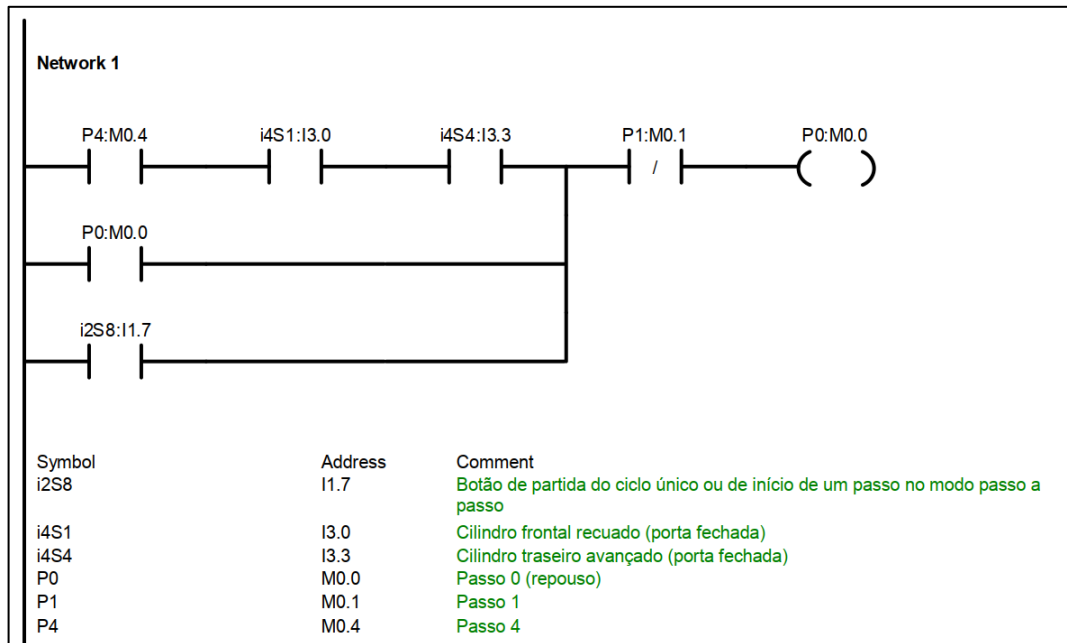 Network 1
P4:M0.4 i4S1:I3.0 i4S4:I3.3 P1:M0.1 P0:M0.0
/
P0:M0.0
i2S8:I1.7
Symbol Address Comment
i2S8 I1.7 Botão de partida do ciclo único ou de início de um passo no modo passo a
passo
i4S1 I3.0 Cilindro frontal recuado (porta fechada)
i4S4 I3.3 Cilindro traseiro avançado (porta fechada)
P0 M0.0 Passo 0 (repouso)
P1 M0.1 Passo 1
P4 M0.4 Passo 4